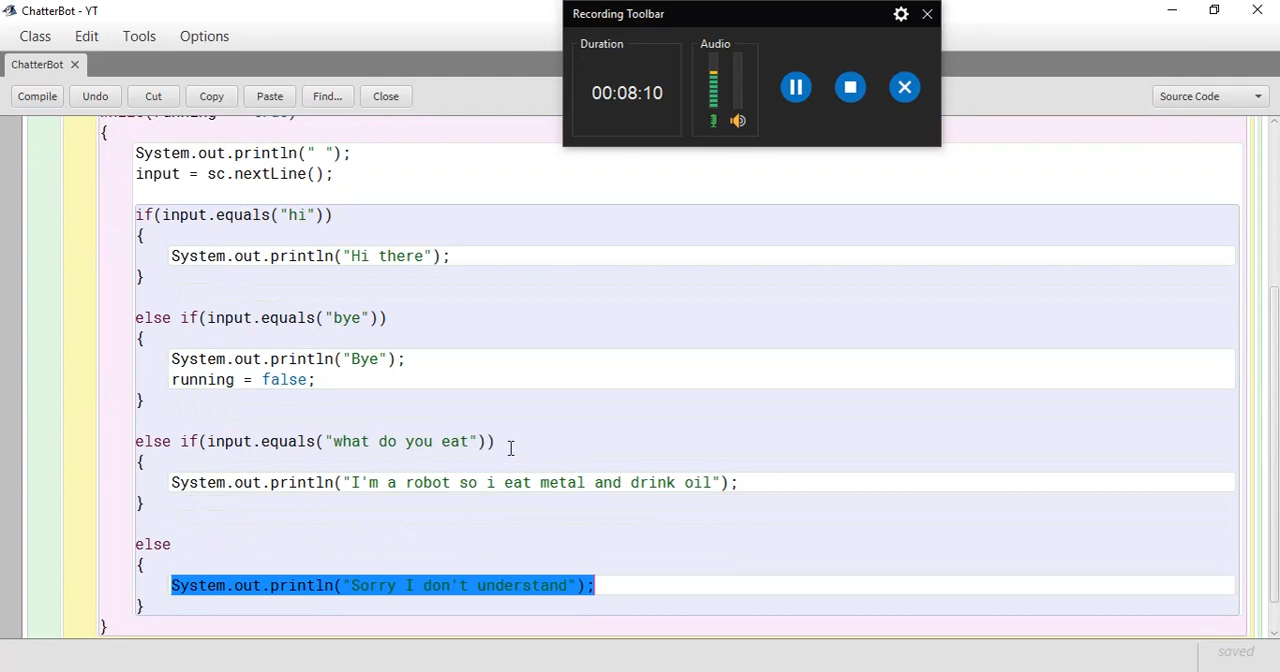 ChatterBot - YT
Class Edit Tools Options
ChatterBot
Compile Undo Cut Copy Paste Find... Close Source Code
Recording Toolbar
Duration Audio
00:08:10
{
System.out.println(" ");
input = sc.nextLine();
if(input.equals("hi"))
{
System.out.println("Hi there");
}
else if(input.equals("bye"))
{
System.out.println("Bye");
running = false;
}
else if(input.equals("what do you eat"))
{
System.out.println("I'm a robot so i eat metal and drink oil");
}
else
{
System.out.println("Sorry I don't understand");
}
}
saved